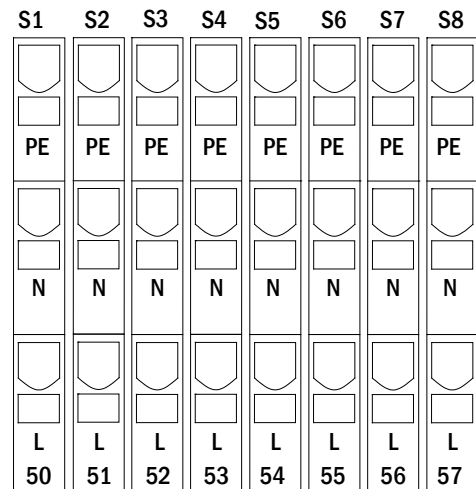 S1 S2 S3 S4 S5 S6 S7 S8
PE PE PE PE PE PE PE PE
N N N N N N N N
L L L L L L L L
50 51 52 53 54 55 56 57